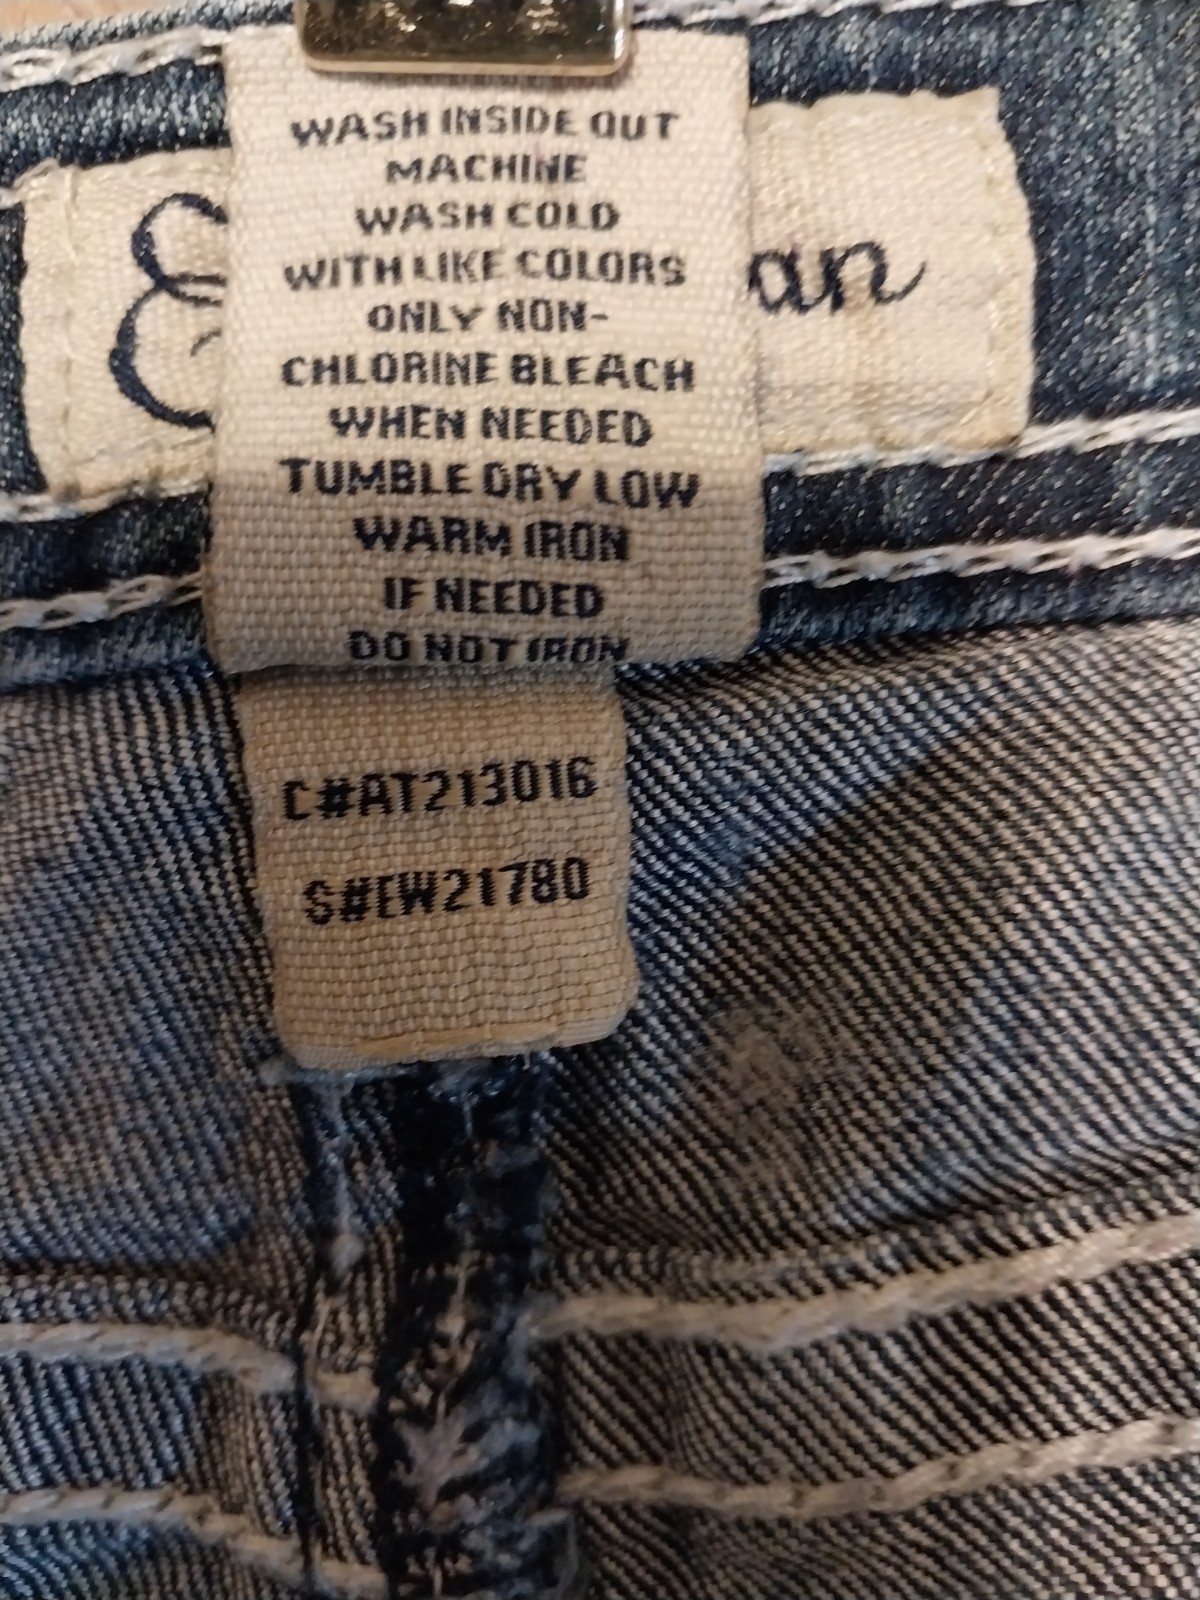 WASH INSIDE OUT
MACHINE
WASH COLD
WITH LIKE COLORS
ONLY NON-
CHLORINE BLEACH
WHEN NEEDED
TUMBLE DRY LOW
WARM IRON
IF NEEDED
DO NOT IRON
E an
C#AT213016
S#EW21780